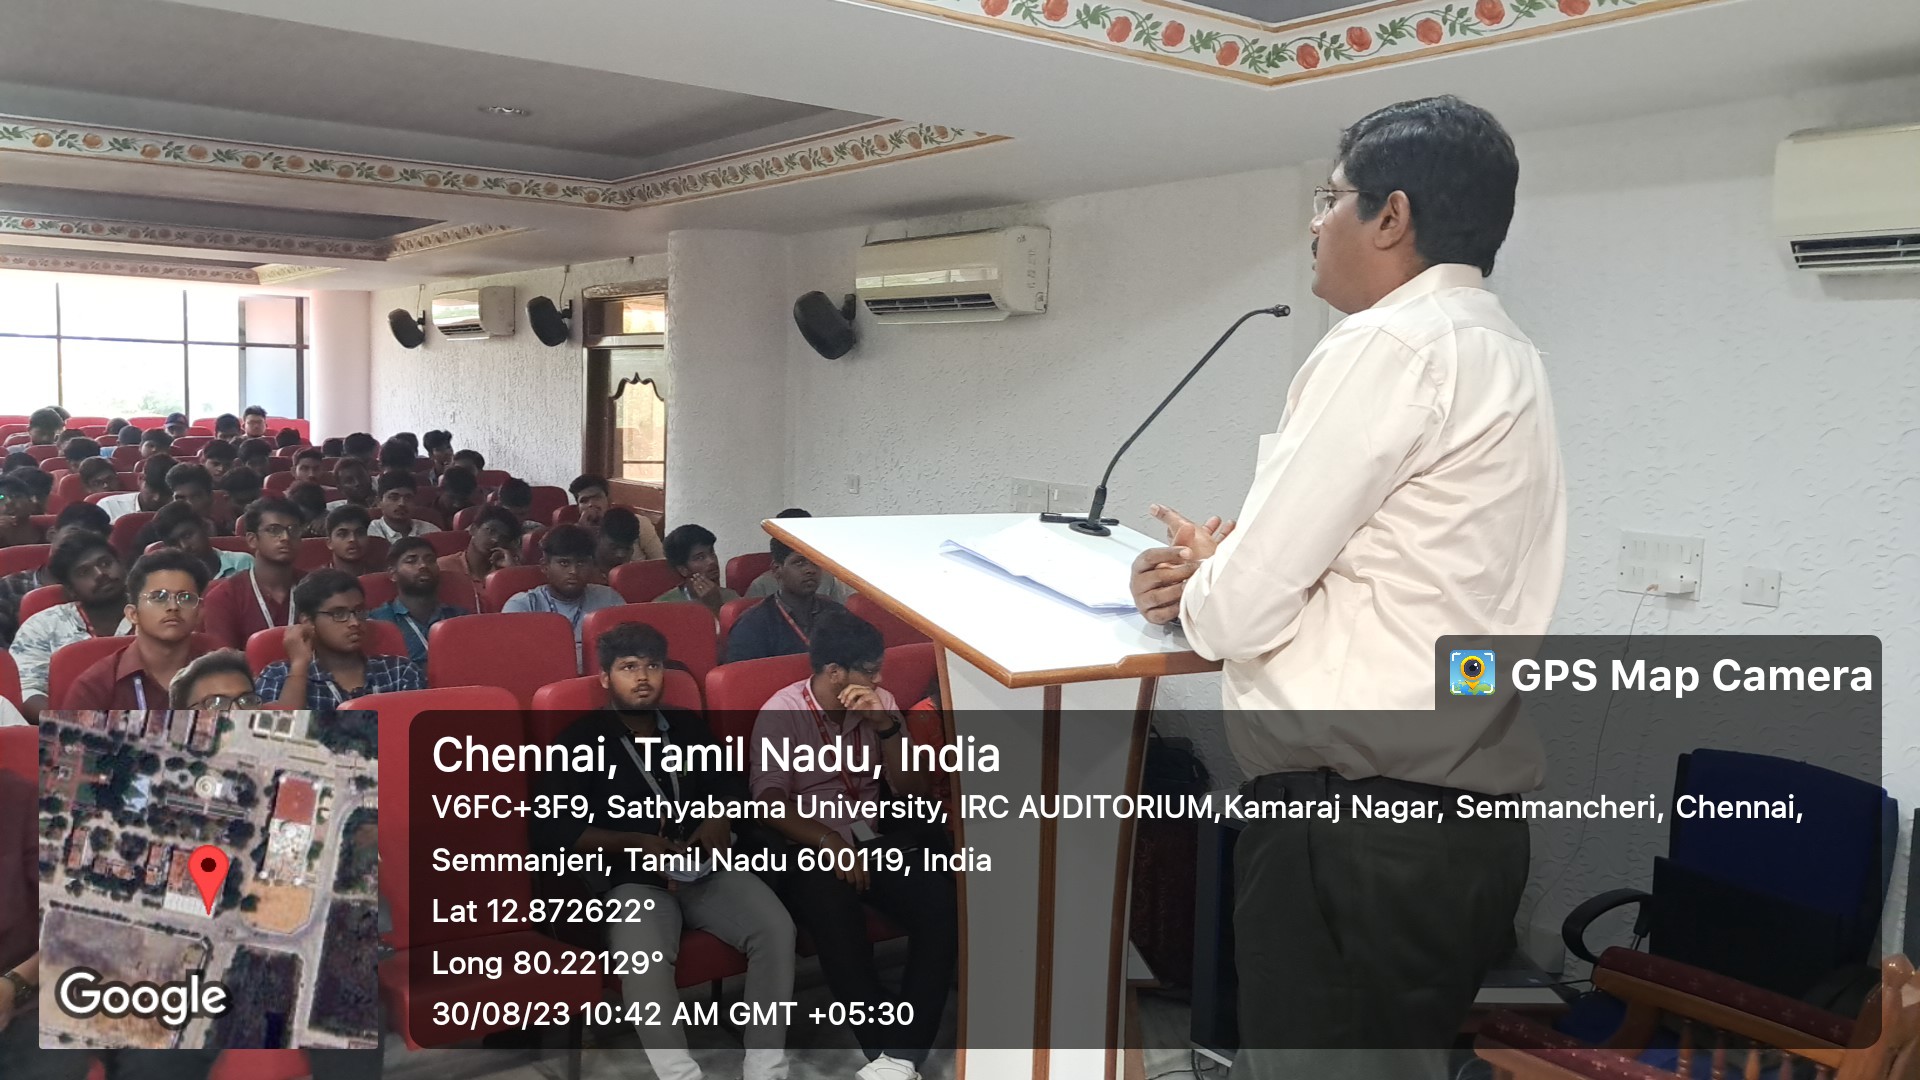 GPS Map Camera
Chennai, Tamil Nadu, India
V6FC+3F9, Sathyabama University, IRC AUDITORIUM,Kamaraj Nagar, Semmancheri, Chennai,
Semmanjeri, Tamil Nadu 600119, India
Lat 12.872622°
Long 80.22129°
30/08/23 10:42 AM GMT +05:30
Google